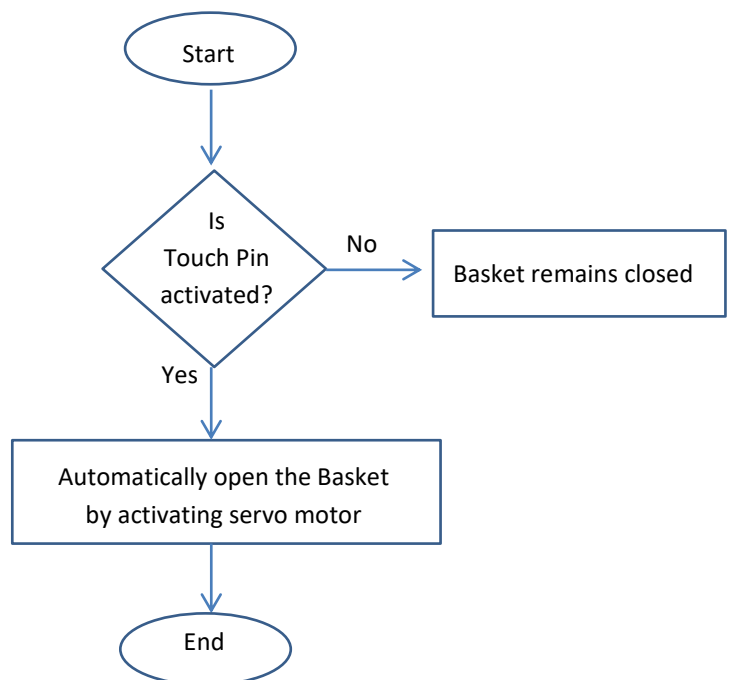 Start
Is
Touch Pin
activated?
No
Basket remains closed
Yes
Automatically open the Basket
by activating servo motor
End